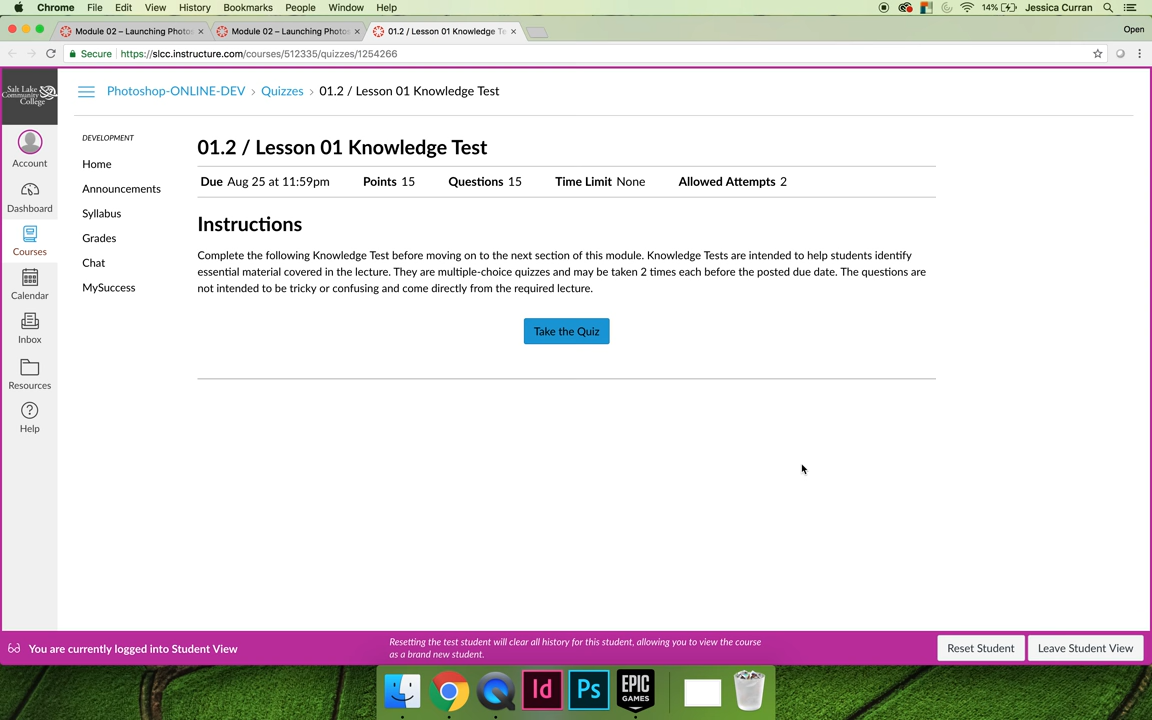 Chrome File Edit View History Bookmarks People Window Help 14% Jessica Curran
Module 02 – Launching Photos Module 02 – Launching Photos 01.2 / Lesson 01 Knowledge Te Open
Secure https://slcc.instructure.com/courses/512335/quizzes/1254266
Salt Lake
Community
College
Photoshop-ONLINE-DEV > Quizzes > 01.2 / Lesson 01 Knowledge Test
DEVELOPMENT
Home
Announcements
Syllabus
Grades
Chat
MySuccess
Account
Dashboard
Courses
Calendar
Inbox
Resources
Help
01.2 / Lesson 01 Knowledge Test
Due Aug 25 at 11:59pm Points 15 Questions 15 Time Limit None Allowed Attempts 2
Instructions
Complete the following Knowledge Test before moving on to the next section of this module. Knowledge Tests are intended to help students identify
essential material covered in the lecture. They are multiple-choice quizzes and may be taken 2 times each before the posted due date. The questions are
not intended to be tricky or confusing and come directly from the required lecture.
Take the Quiz
You are currently logged into Student View
Resetting the test student will clear all history for this student, allowing you to view the course
as a brand new student.
Reset Student Leave Student View
Id Ps EPIC
GAMES